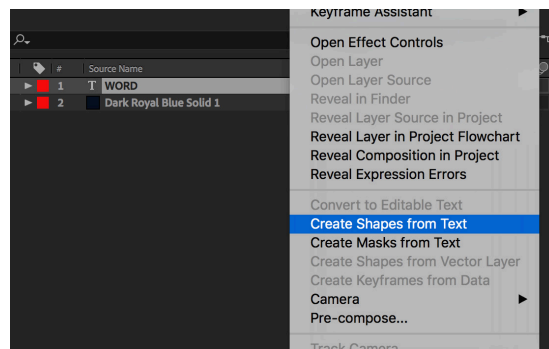 Keyframe Assistant
Open Effect Controls
# Source Name
Open Layer
Open Layer Source
1 T WORD
Reveal in Finder
2 Dark Royal Blue Solid 1
Reveal Layer Source in Project
Reveal Layer in Project Flowchart
Reveal Composition in Project
Reveal Expression Errors
Convert to Editable Text
Create Shapes from Text
Create Masks from Text
Create Shapes from Vector Layer
Create Keyframes from Data
Camera
Pre-compose...
Track Camera